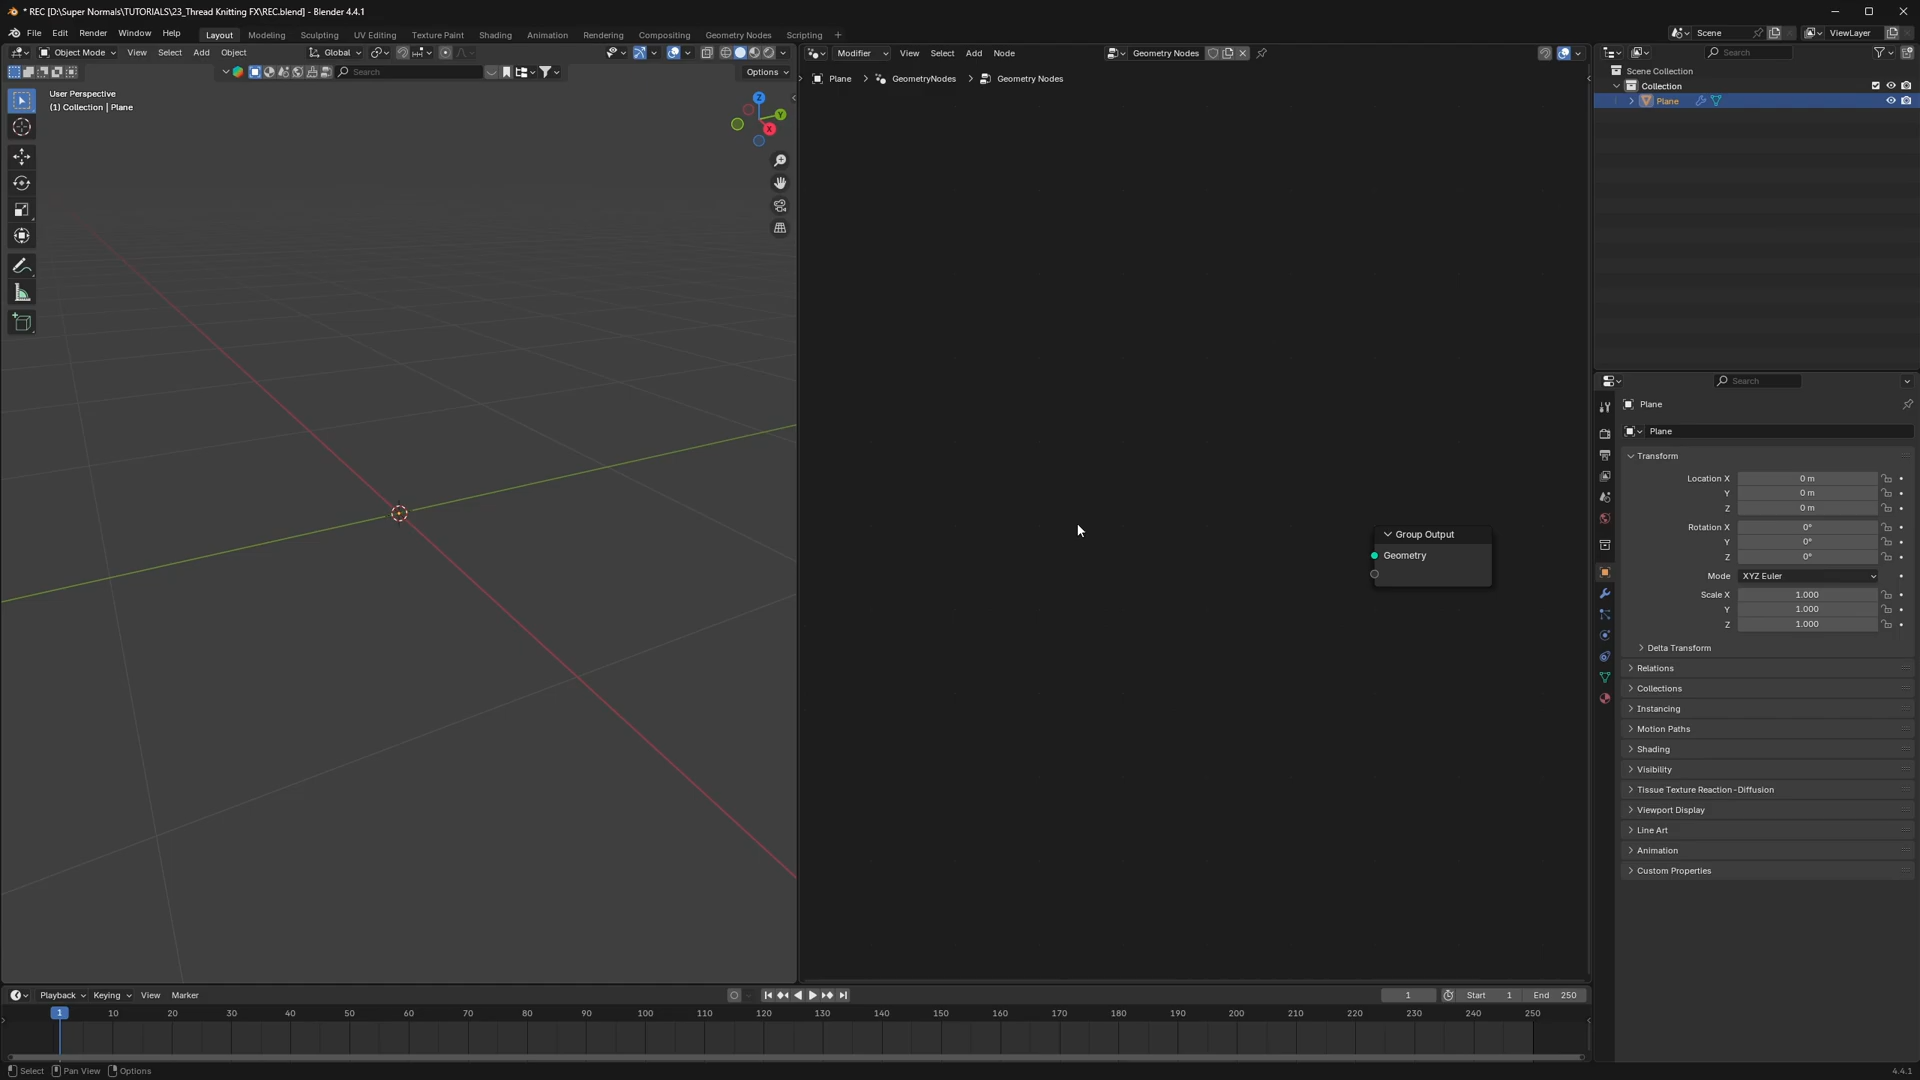 * REC [D:\Super Normals\TUTORIALS\23_Thread Knitting FX\REC.blend] - Blender 4.4.1
File Edit Render Window Help Layout Modeling Sculpting UV Editing Texture Paint Shading Animation Rendering Compositing Geometry Nodes Scripting +
Scene
ViewLayer
Object Mode View Select Add Object Global
Modifier View Select Add Node Geometry Nodes
Search
Search
Options
Plane > GeometryNodes > Geometry Nodes
Scene Collection
Collection
Plane
User Perspective
(1) Collection | Plane
Z
Y
X
Group Output
Geometry
Search
Plane
Plane
Transform
Location X 0 m
Y 0 m
Z 0 m
Rotation X 0°
Y 0°
Z 0°
Mode XYZ Euler
Scale X 1.000
Y 1.000
Z 1.000
Delta Transform
Relations
Collections
Instancing
Motion Paths
Shading
Visibility
Tissue Texture Reaction-Diffusion
Viewport Display
Line Art
Animation
Custom Properties
Playback Keying View Marker
1 Start 1 End 250
1 10 20 30 40 50 60 70 80 90 100 110 120 130 140 150 160 170 180 190 200 210 220 230 240 250
Select Pan View Options
4.4.1